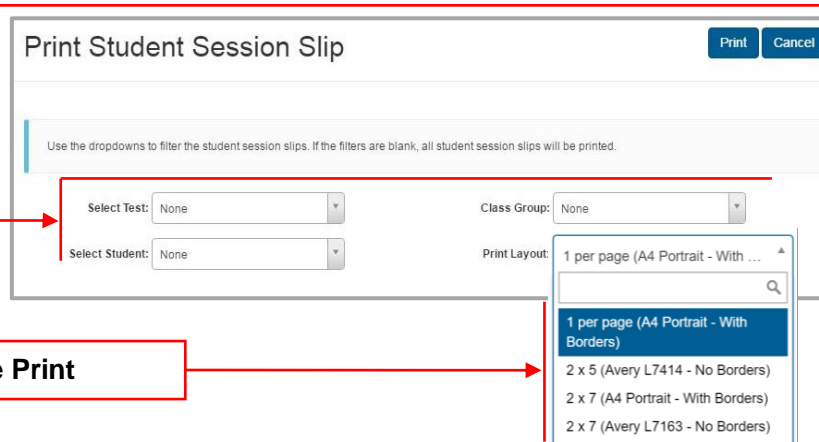 Print Student Session Slip
Print
Cancel
Use the dropdowns to filter the student session slips. If the filters are blank, all student session slips will be printed.
Select Test: None
Class Group: None
Select Student: None
Print Layout: 1 per page (A4 Portrait - With ...
1 per page (A4 Portrait - With
Borders)
2 x 5 (Avery L7414 - No Borders)
2 x 7 (A4 Portrait - With Borders)
2 x 7 (Avery L7163 - No Borders)
Print